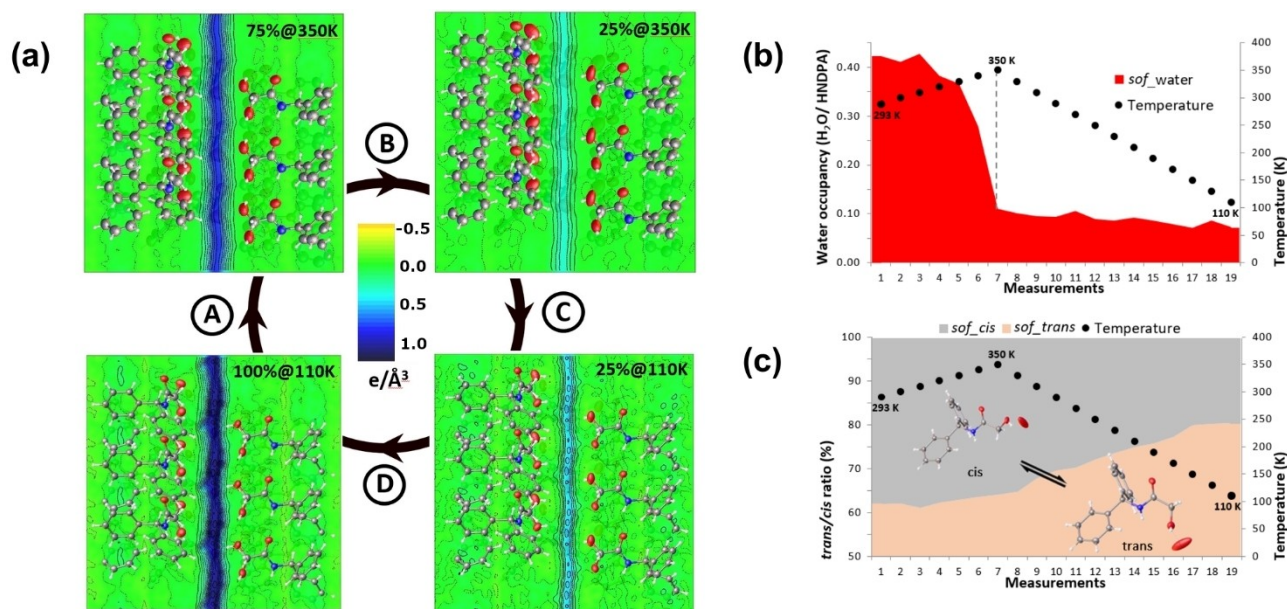 (a)
75%@350K
25%@350K
B
-0.5
0.0
0.5
1.0
e/Å³
A
C
100%@110K
25%@110K
D
(b)
Water occupancy (H,O/ HNDPA)
0.40
0.30
0.20
0.10
0.00
293 K
350 K
110 K
sof_water
Temperature
400
350
300
250
200
150
100
50
0
Temperature (K)
1 2 3 4 5 6 7 8 9 10 11 12 13 14 15 16 17 18 19
Measurements
(c)
sof_cis sof_trans Temperature
trans/cis ratio (%)
100
90
80
70
60
50
293 K
350 K
110 K
cis
trans
400
350
300
250
200
150
100
50
0
Temperature (K)
1 2 3 4 5 6 7 8 9 10 11 12 13 14 15 16 17 18 19
Measurements